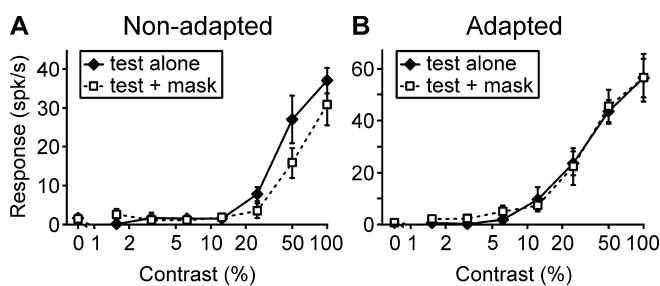 A Non-adapted
test alone
test + mask
Response (spk/s)
40
30
20
10
0
0 1 2 5 10 20 50 100
Contrast (%)
B Adapted
test alone
test + mask
60
40
20
0
0 1 2 5 10 20 50 100
Contrast (%)